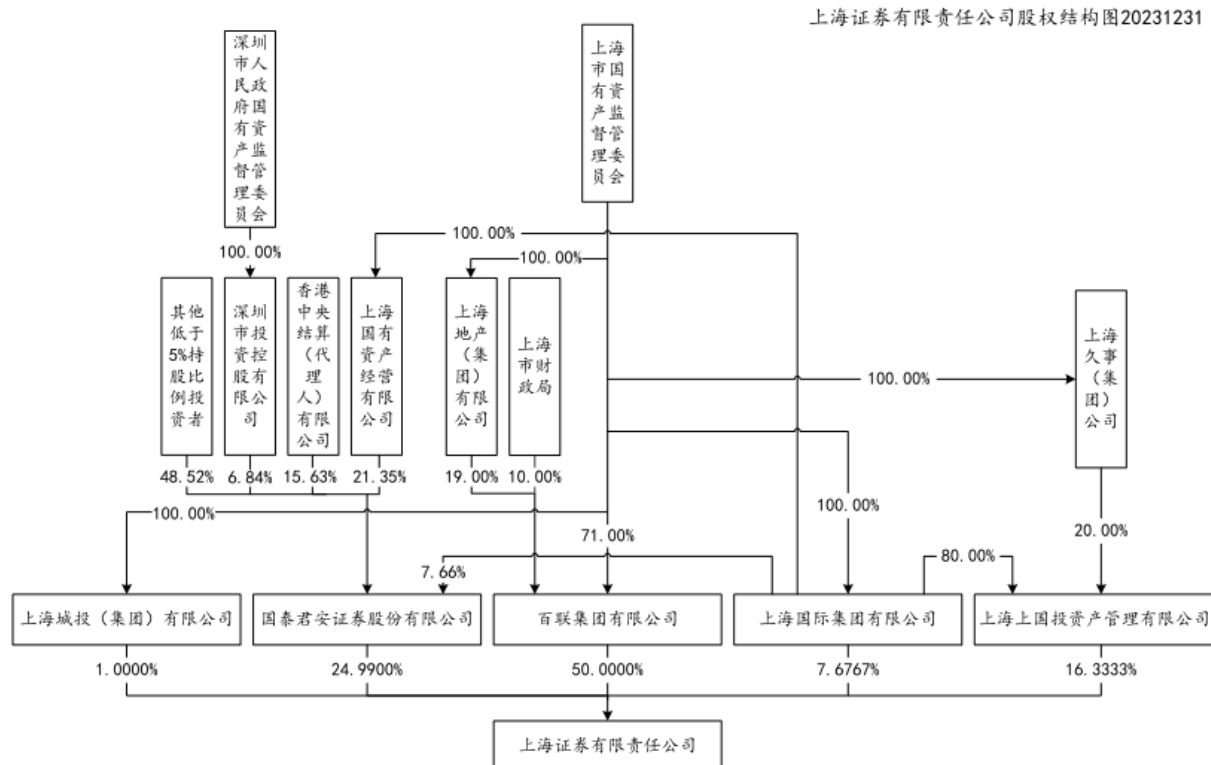 上海证券有限责任公司股权结构图20231231
深圳
市人
民政
府国
有资
产监
督管
理委
员会
上海
市国
有资
产监
督管
理委
员会
100.00%
100.00%
100.00%
其他
低于
5%持
股比
例投
资者
深圳
市投
资控
股有
限公
司
香港
中央
结算
（代
理
人）
有限
公司
上海
国有
资产
经营
有限
公司
上海
地产
（集
团）
有限
公司
上海
市财
政局
上海
久事
（集
团）
公司
100.00%
48.52%
6.84%
15.63%
21.35%
19.00%
10.00%
100.00%
100.00%
71.00%
20.00%
7.66%
80.00%
上海城投（集团）有限公司
国泰君安证券股份有限公司
百联集团有限公司
上海国际集团有限公司
上海上国投资产管理有限公司
1.0000%
24.9900%
50.0000%
7.6767%
16.3333%
上海证券有限责任公司